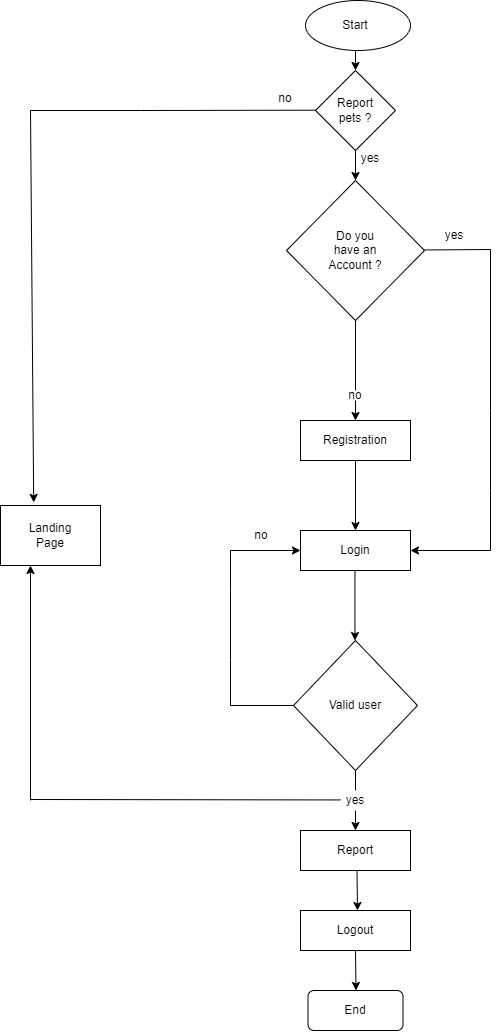 Start
no
Report
pets ?
yes
Do you
have an
Account ?
yes
no
Registration
Landing
Page
no
Login
Valid user
yes
Report
Logout
End